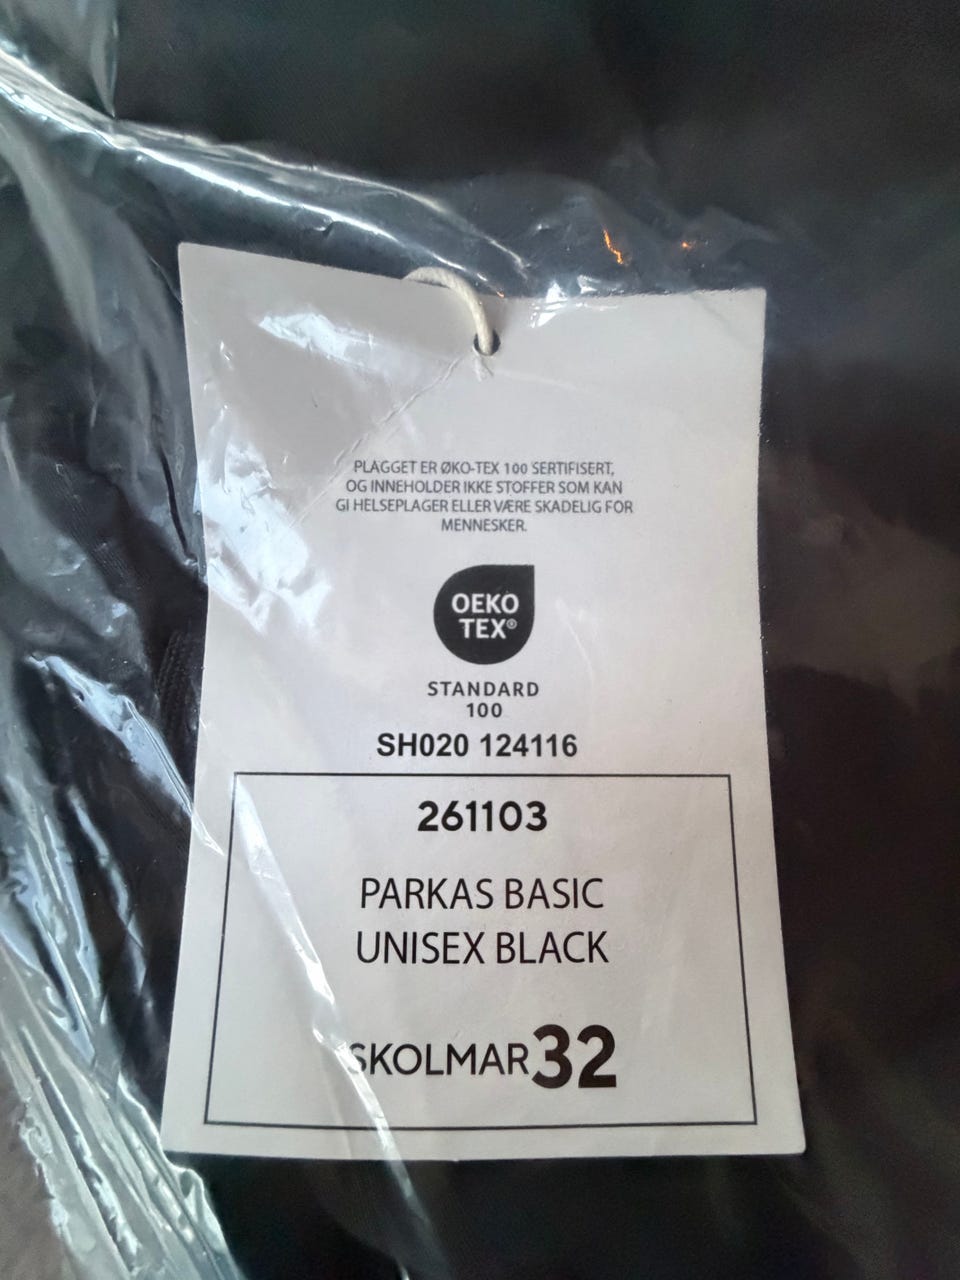 PLAGGET ER ØKO-TEX 100 SERTIFISERT,
OG INNEHOLDER IKKE STOFFER SOM KAN
GI HELSEPLAGER ELLER VÆRE SKADELIG FOR
MENNESKER.
OEKO
TEX®
STANDARD
100
SH020 124116
261103
PARKAS BASIC
UNISEX BLACK
SKOLMAR32